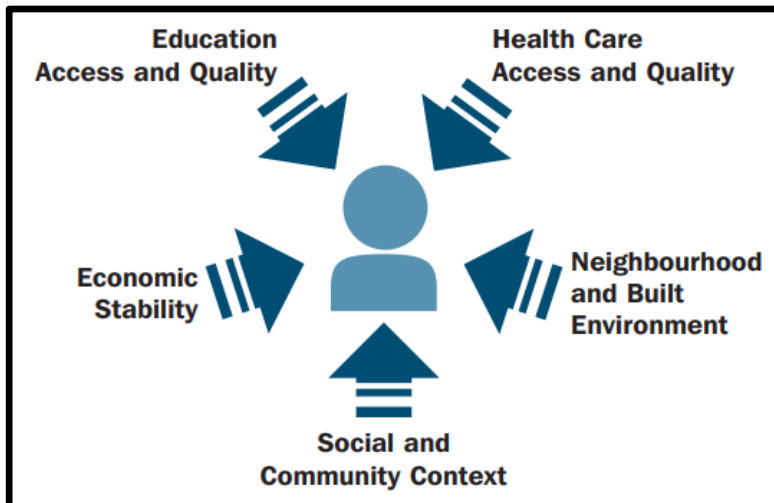 Education
Access and Quality
Health Care
Access and Quality
Economic
Stability
Neighbourhood
and Built
Environment
Social and
Community Context